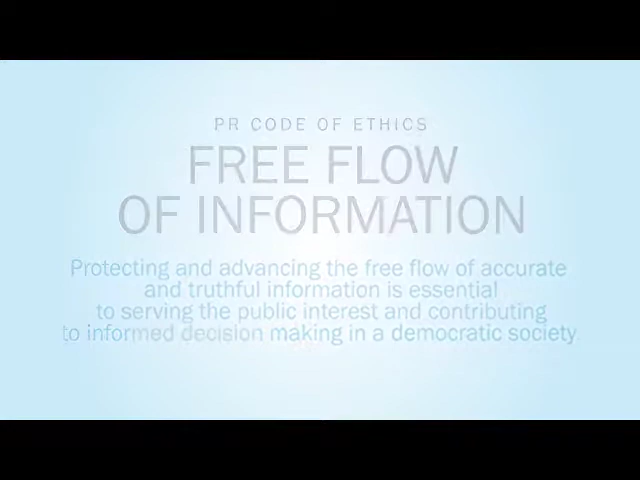 PR CODE OF ETHICS
FREE FLOW
OF INFORMATION
Protecting and advancing the free flow of accurate
and truthful information is essential
to serving the public interest and contributing
to informed decision making in a democratic society